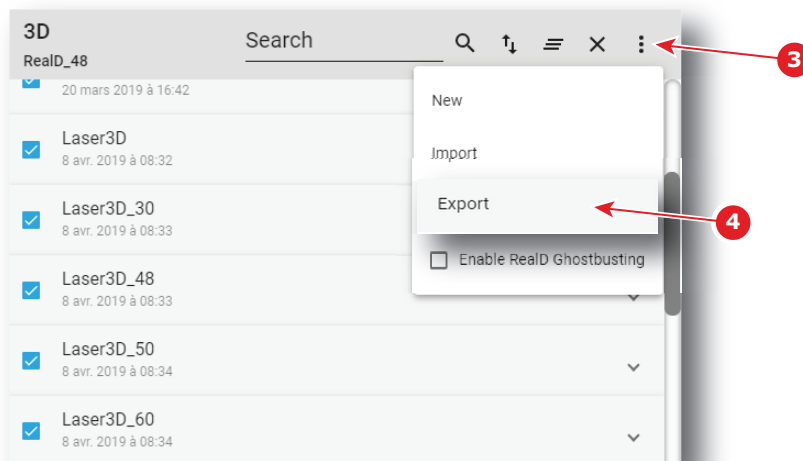 3D
RealD_48
Search
3
20 mars 2019 à 16:42
New
Import
Export
4
Enable RealD Ghostbusting
Laser3D
8 avr. 2019 à 08:32
Laser3D_30
8 avr. 2019 à 08:33
Laser3D_48
8 avr. 2019 à 08:33
Laser3D_50
8 avr. 2019 à 08:34
Laser3D_60
8 avr. 2019 à 08:34